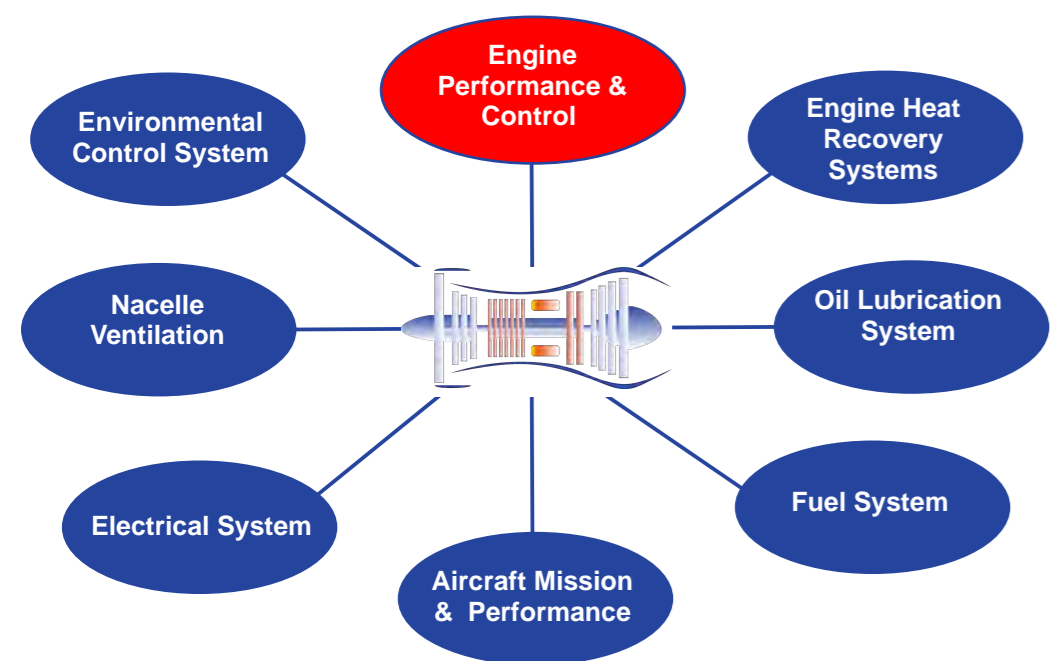 Engine
Performance &
Control
Environmental
Control System
Engine Heat
Recovery
Systems
Nacelle
Ventilation
Oil Lubrication
System
Electrical System
Fuel System
Aircraft Mission
& Performance